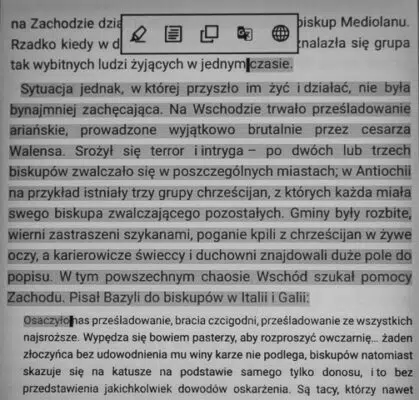 na Zachodzie dzia biskup Mediolanu.
Rzadko kiedy w d znalazła się grupa
tak wybitnych ludzi żyjących w jednym czasie.
Sytuacja jednak, w której przyszło im żyć i działać, nie była
bynajmniej zachęcająca. Na Wschodzie trwało prześladowanie
ariańskie, prowadzone wyjątkowo brutalnie przez cesarza
Walensa. Srożył się terror i intryga – po dwóch lub trzech
biskupów zwalczało się w poszczególnych miastach; w Antiochii
na przykład istniały trzy grupy chrześcijan, z których każda miała
swego biskupa zwalczającego pozostałych. Gminy były rozbite,
wierni zastraszeni szykanami, poganie kpili z chrześcijan w żywe
oczy, a karierowicze świeccy i duchowni znajdowali duże pole do
popisu. W tym powszechnym chaosie Wschód szukał pomocy
Zachodu. Pisał Bazyli do biskupów w Italii i Galii:
Osaczyło nas prześladowanie, bracia czcigodni, prześladowanie ze wszystkich
najsroższe. Wypędza się bowiem pasterzy, aby rozproszyć owczarnię... żaden
złoczyńca bez udowodnienia mu winy karze nie podlega, biskupów natomiast
skazuje się na katusze na podstawie samego tylko donosu, i to bez
przedstawienia jakichkolwiek dowodów oskarżenia. Są tacy, którzy nawet